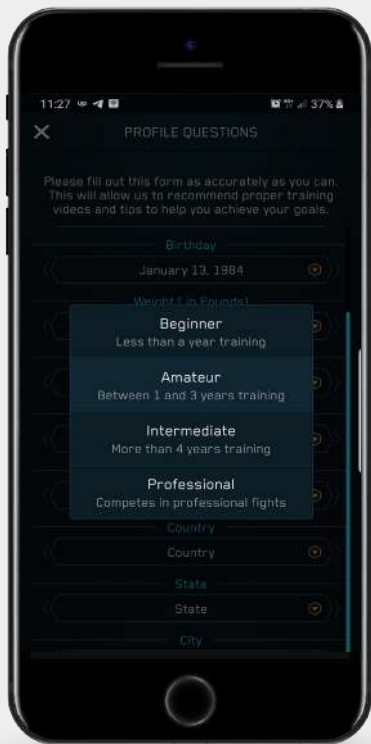 11:27
37%
PROFILE QUESTIONS
Please fill out this form as accurately as you can.
This will allow us to recommend proper training
videos and tips to help you achieve your goals.
Birthday
January 13, 1984
Weight ( in Pounds)
Beginner
Less than a year training
Amateur
Between 1 and 3 years training
Intermediate
More than 4 years training
Professional
Competes in professional fights
Country
Country
State
State
City